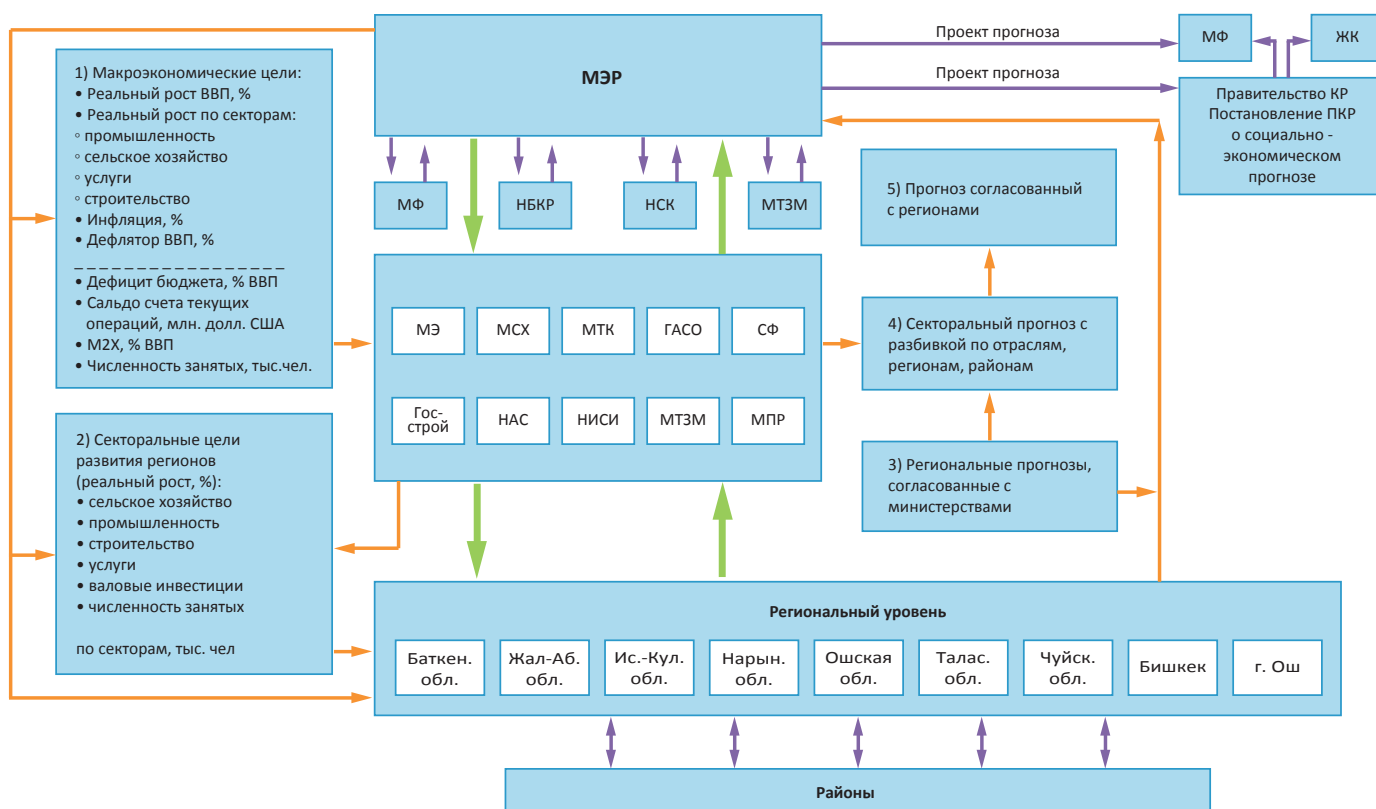 МЭР
Проект прогноза
Проект прогноза
МФ
ЖК
Правительство КР
Постановление ПКР
о социально -
экономическом
прогнозе
1) Макроэкономические цели:
• Реальный рост ВВП, %
• Реальный рост по секторам:
◦ промышленность
◦ сельское хозяйство
◦ услуги
◦ строительство
• Инфляция, %
• Дефлятор ВВП, %
_ _ _ _ _ _ _ _ _ _ _ _ _ _ _ _ _
• Дефицит бюджета, % ВВП
• Сальдо счета текущих
операций, млн. долл. США
• М2Х, % ВВП
• Численность занятых, тыс.чел.
МФ
НБКР
НСК
МТЗМ
5) Прогноз согласованный
с регионами
МЭ
МСХ
МТК
ГАСО
СФ
Гос-
строй
НАС
НИСИ
МТЗМ
МПР
4) Секторальный прогноз с
разбивкой по отраслям,
регионам, районам
3) Региональные прогнозы,
согласованные с
министерствами
2) Секторальные цели
развития регионов
(реальный рост, %):
• сельское хозяйство
• промышленность
• строительство
• услуги
• валовые инвестиции
• численность занятых
по секторам, тыс. чел
Региональный уровень
Баткен.
обл.
Жал-Аб.
обл.
Ис.-Кул.
обл.
Нарын.
обл.
Ошская
обл.
Талас.
обл.
Чуйск.
обл.
Бишкек
г. Ош
Районы